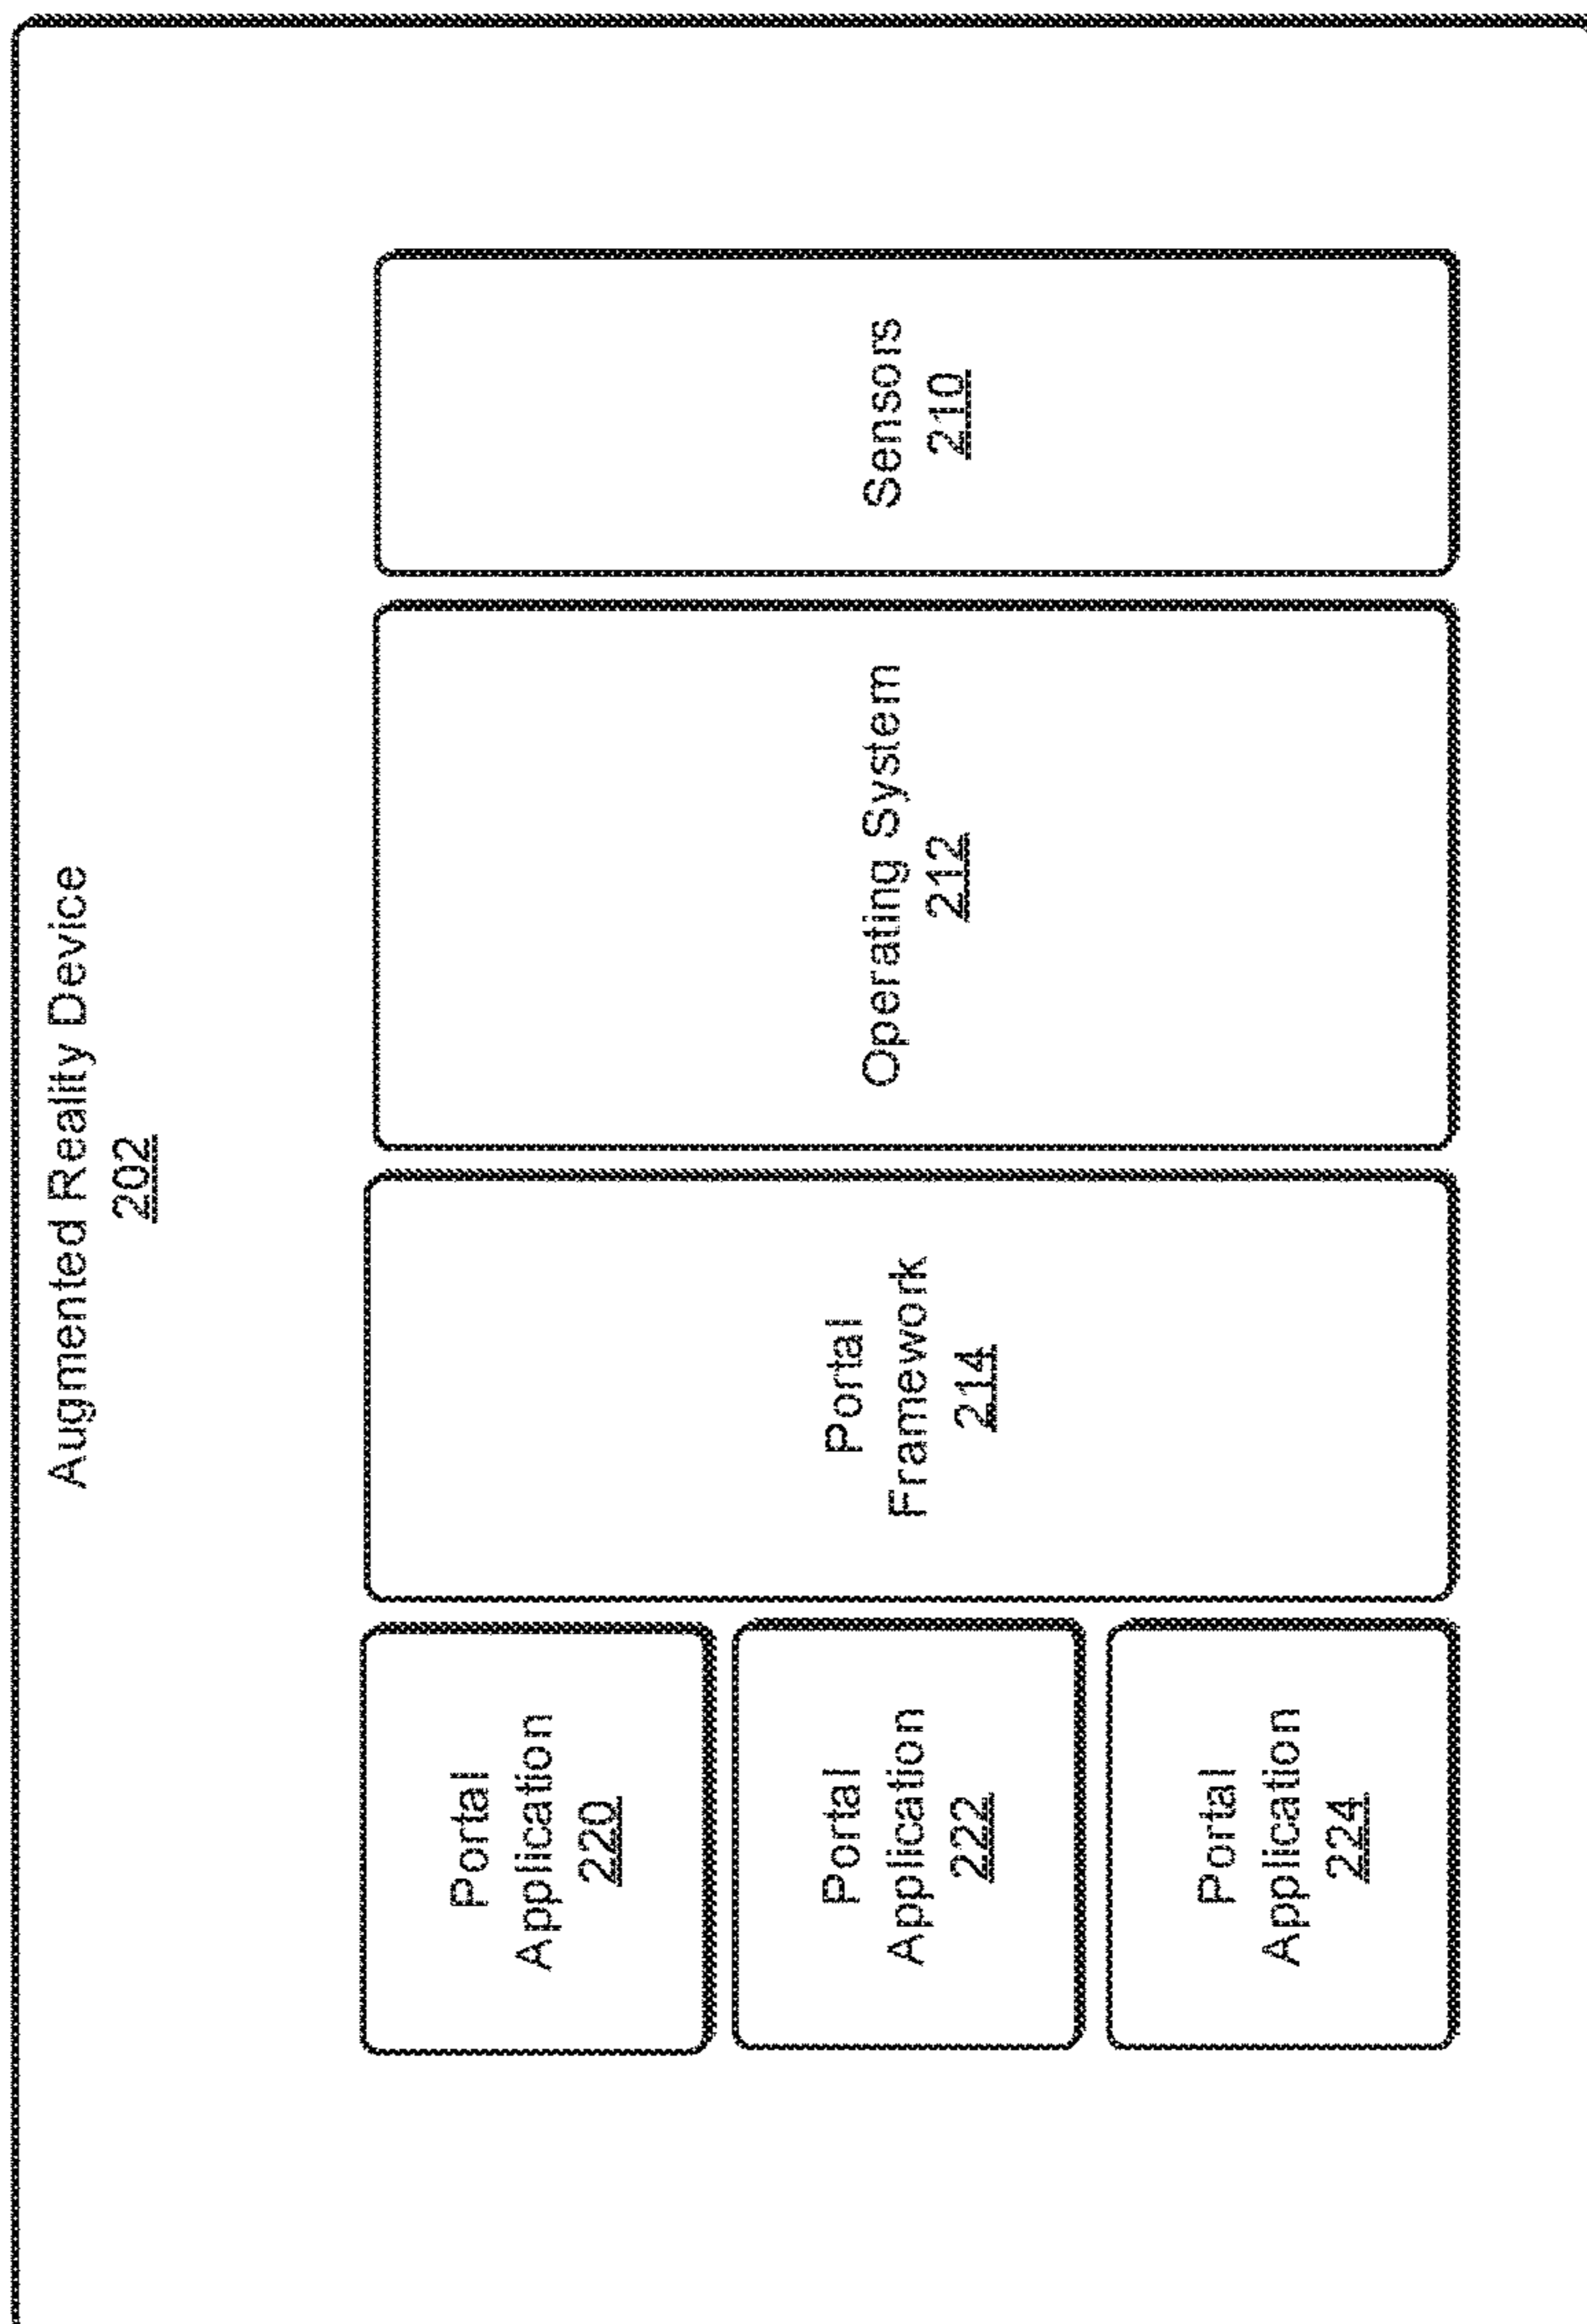 Augmented Reality Device
202
Portal
Application
220
Portal
Application
222
Portal
Application
224
Portal
Framework
214
Operating System
212
Sensors
210